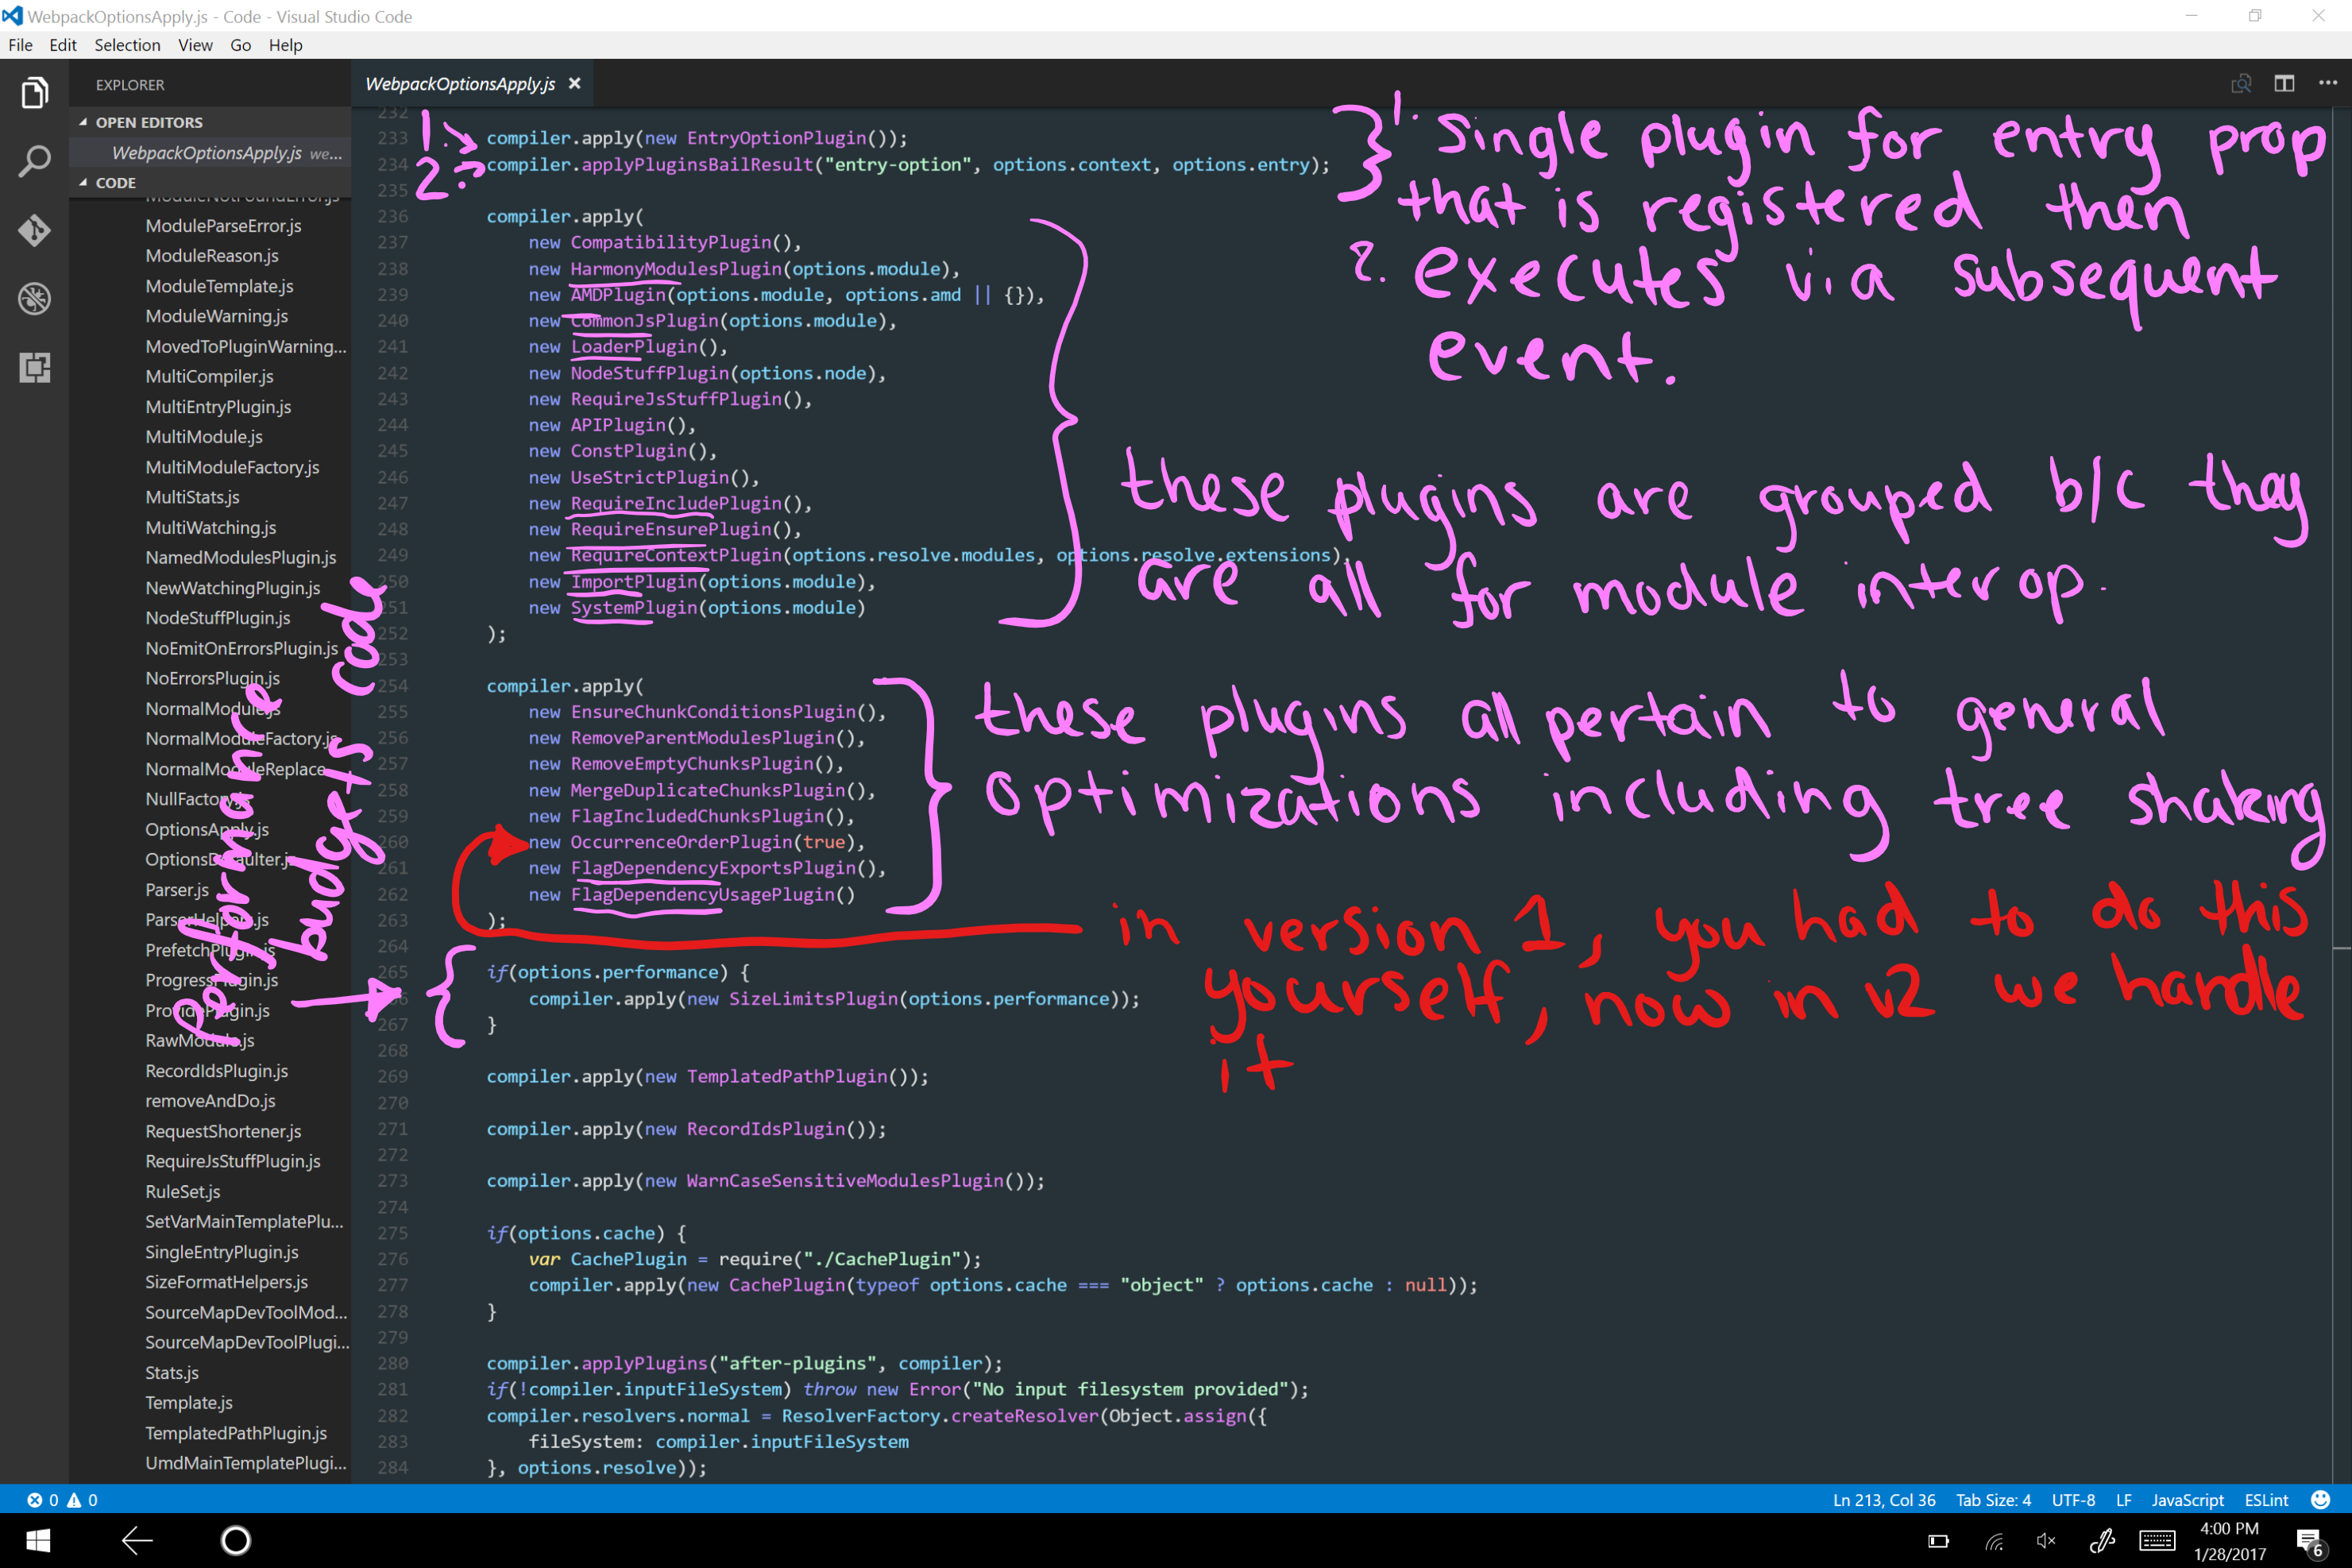 WebpackOptionsApply.js - Code - Visual Studio Code
File Edit Selection View Go Help
EXPLORER
OPEN EDITORS
WebpackOptionsApply.js we...
CODE
ModuleNotFoundError.js
ModuleParseError.js
ModuleReason.js
ModuleTemplate.js
ModuleWarning.js
MovedToPluginWarning...
MultiCompiler.js
MultiEntryPlugin.js
MultiModule.js
MultiModuleFactory.js
MultiStats.js
MultiWatching.js
NamedModulesPlugin.js
NewWatchingPlugin.js
NodeStuffPlugin.js
NoEmitOnErrorsPlugin.js
NoErrorsPlugin.js
NormalModule.js
NormalModuleFactory.js
NormalModuleReplace
NullFactory.js
OptionsApply.js
OptionsDefaulter.js
Parser.js
ParserHelpers.js
PrefetchPlugin.js
ProgressPlugin.js
ProvidePlugin.js
RawModule.js
RecordIdsPlugin.js
removeAndDo.js
RequestShortener.js
RequireJsStuffPlugin.js
RuleSet.js
SetVarMainTemplatePlu...
SingleEntryPlugin.js
SizeFormatHelpers.js
SourceMapDevToolMod...
SourceMapDevToolPlugi...
Stats.js
Template.js
TemplatedPathPlugin.js
UmdMainTemplatePlugi...
performance
budgets code
WebpackOptionsApply.js
232
233 compiler.apply(new EntryOptionPlugin());
234 compiler.applyPluginsBailResult("entry-option", options.context, options.entry);
235
236 compiler.apply(
237 new CompatibilityPlugin(),
238 new HarmonyModulesPlugin(options.module),
239 new AMDPlugin(options.module, options.amd || {}),
240 new CommonJsPlugin(options.module),
241 new LoaderPlugin(),
242 new NodeStuffPlugin(options.node),
243 new RequireJsStuffPlugin(),
244 new APIPlugin(),
245 new ConstPlugin(),
246 new UseStrictPlugin(),
247 new RequireIncludePlugin(),
248 new RequireEnsurePlugin(),
249 new RequireContextPlugin(options.resolve.modules, options.resolve.extensions),
250 new ImportPlugin(options.module),
251 new SystemPlugin(options.module)
252 );
253
254 compiler.apply(
255 new EnsureChunkConditionsPlugin(),
256 new RemoveParentModulesPlugin(),
257 new RemoveEmptyChunksPlugin(),
258 new MergeDuplicateChunksPlugin(),
259 new FlagIncludedChunksPlugin(),
260 new OccurrenceOrderPlugin(true),
261 new FlagDependencyExportsPlugin(),
262 new FlagDependencyUsagePlugin()
263 );
264
265 if(options.performance) {
266 compiler.apply(new SizeLimitsPlugin(options.performance));
267 }
268
269 compiler.apply(new TemplatedPathPlugin());
270
271 compiler.apply(new RecordIdsPlugin());
272
273 compiler.apply(new WarnCaseSensitiveModulesPlugin());
274
275 if(options.cache) {
276 var CachePlugin = require("./CachePlugin");
277 compiler.apply(new CachePlugin(typeof options.cache === "object" ? options.cache : null));
278 }
279
280 compiler.applyPlugins("after-plugins", compiler);
281 if(!compiler.inputFileSystem) throw new Error("No input filesystem provided");
282 compiler.resolvers.normal = ResolverFactory.createResolver(Object.assign({
283 fileSystem: compiler.inputFileSystem
284 }, options.resolve));
1.
2.
1. Single plugin for entry prop
that is registered then
2. executes via subsequent
event.
these plugins are grouped b/c they
are all for module interop.
these plugins all pertain to general
optimizations including tree shaking
in version 1, you had to do this
yourself, now in v2 we handle
it
0 0
Ln 213, Col 36 Tab Size: 4 UTF-8 LF JavaScript ESLint
4:00 PM
1/28/2017
6